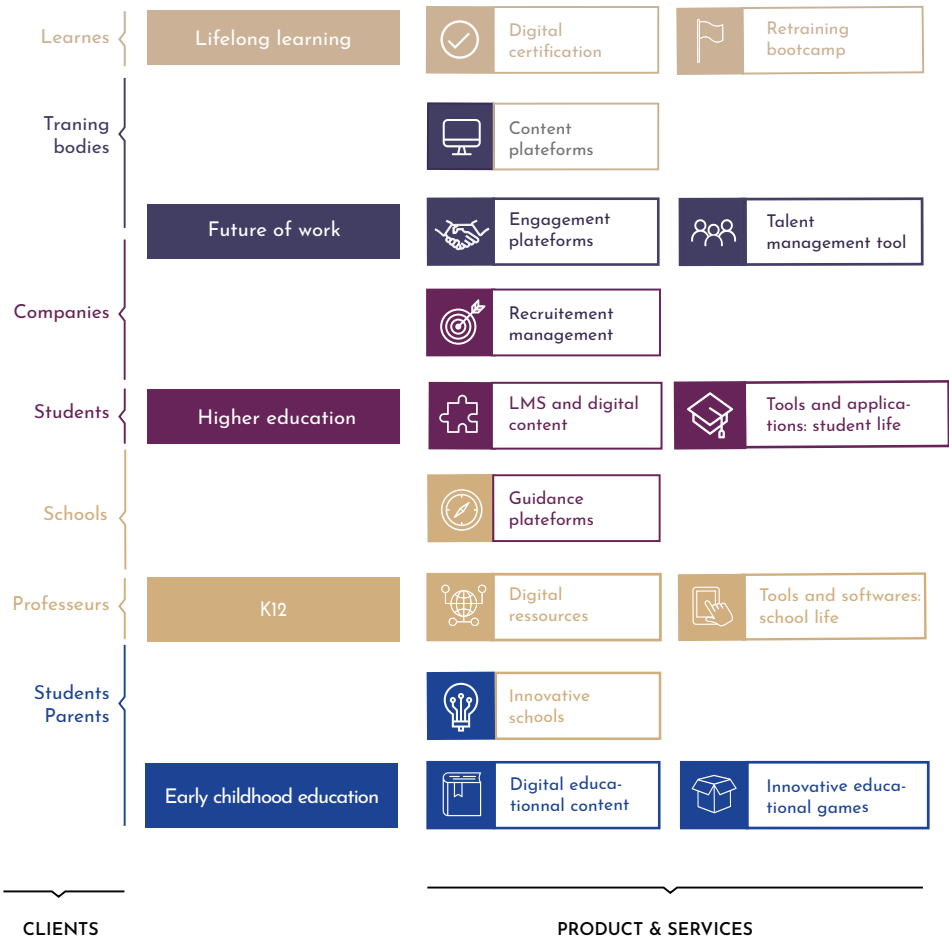 Learnes
Lifelong learning
Digital
certification
Retraining
bootcamp
Traning
bodies
Content
plateforms
Future of work
Engagement
plateforms
Talent
management tool
Companies
Recruitement
management
Students
Higher education
LMS and digital
content
Tools and applica-
tions: student life
Schools
Guidance
plateforms
Professeurs
K12
Digital
ressources
Tools and softwares:
school life
Students
Parents
Innovative
schools
Early childhood education
Digital educa-
tionnal content
Innovative educa-
tional games
CLIENTS
PRODUCT & SERVICES